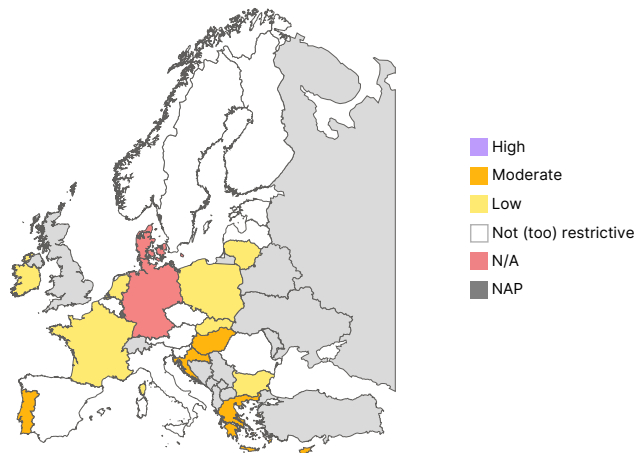 High
Moderate
Low
Not (too) restrictive
N/A
NAP